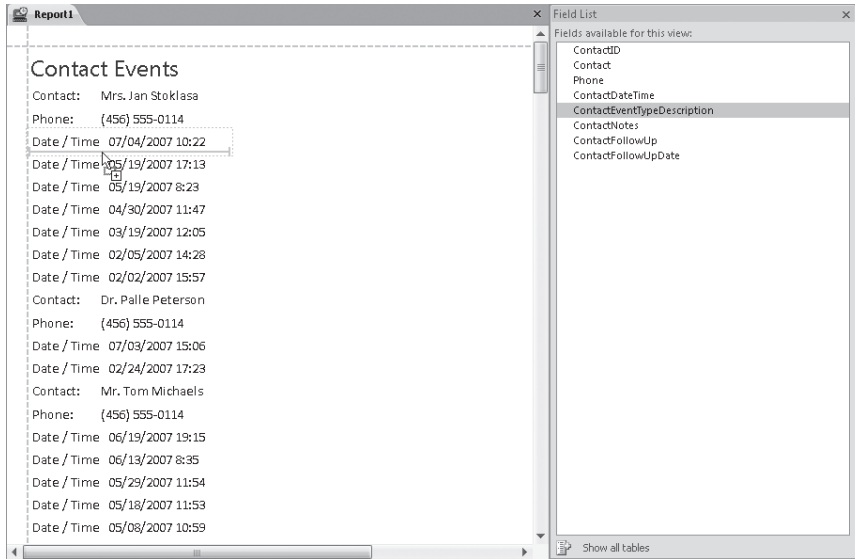 Report1
Contact Events
Contact: Mrs. Jan Stoklasa
Phone: (456) 555-0114
Date / Time 07/04/2007 10:22
Date / Time 05/19/2007 17:13
Date / Time 05/19/2007 8:23
Date / Time 04/30/2007 11:47
Date / Time 03/19/2007 12:05
Date / Time 02/05/2007 14:28
Date / Time 02/02/2007 15:57
Contact: Dr. Palle Peterson
Phone: (456) 555-0114
Date / Time 07/03/2007 15:06
Date / Time 02/24/2007 17:23
Contact: Mr. Tom Michaels
Phone: (456) 555-0114
Date / Time 06/19/2007 19:15
Date / Time 06/13/2007 8:35
Date / Time 05/29/2007 11:54
Date / Time 05/18/2007 11:53
Date / Time 05/08/2007 10:59
Field List
Fields available for this view:
ContactID
Contact
Phone
ContactDateTime
ContactEventTypeDescription
ContactNotes
ContactFollowUp
ContactFollowUpDate
Show all tables